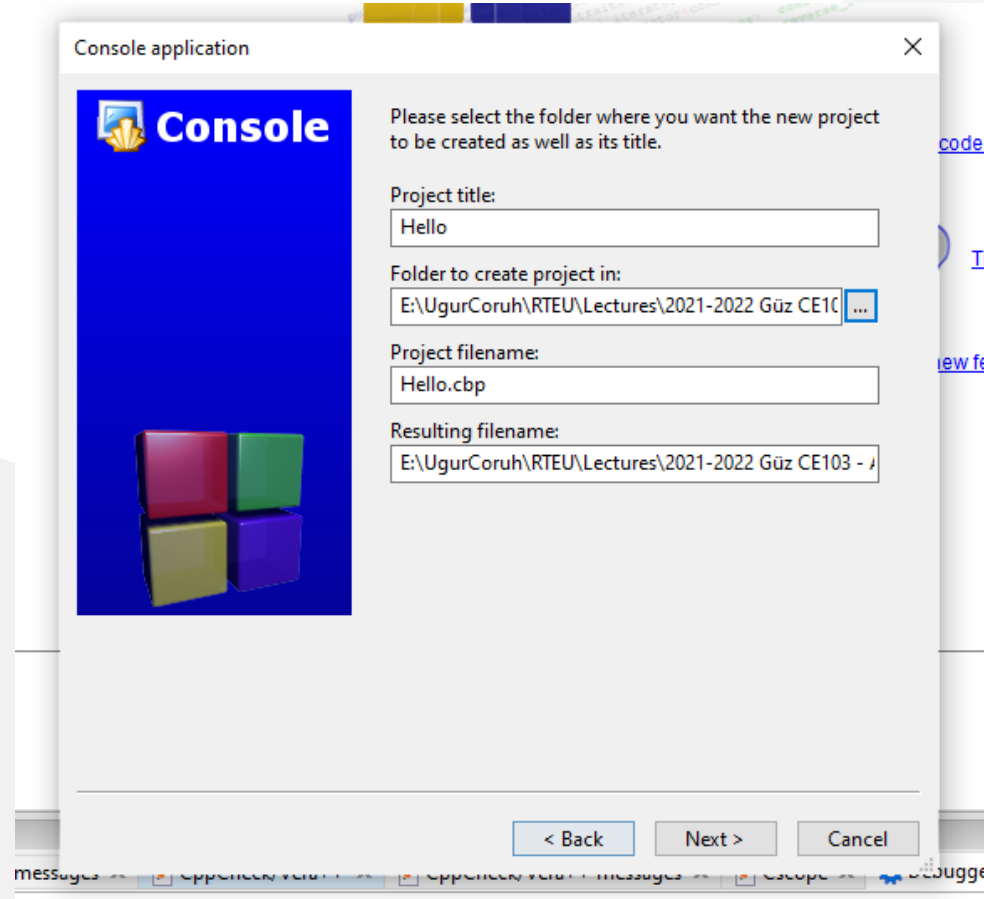 Console application
Console
Please select the folder where you want the new project
to be created as well as its title.
code
Project title:
Hello
Folder to create project in:
E:\UgurCoruh\RTEU\Lectures\2021-2022 Güz CE10
...
Project filename:
new fe
Hello.cbp
Resulting filename:
E:\UgurCoruh\RTEU\Lectures\2021-2022 Güz CE103 - A
< Back Next > Cancel
messages CppCheck/Vera++ CppCheck/Vera++ messages Cscope Debugge